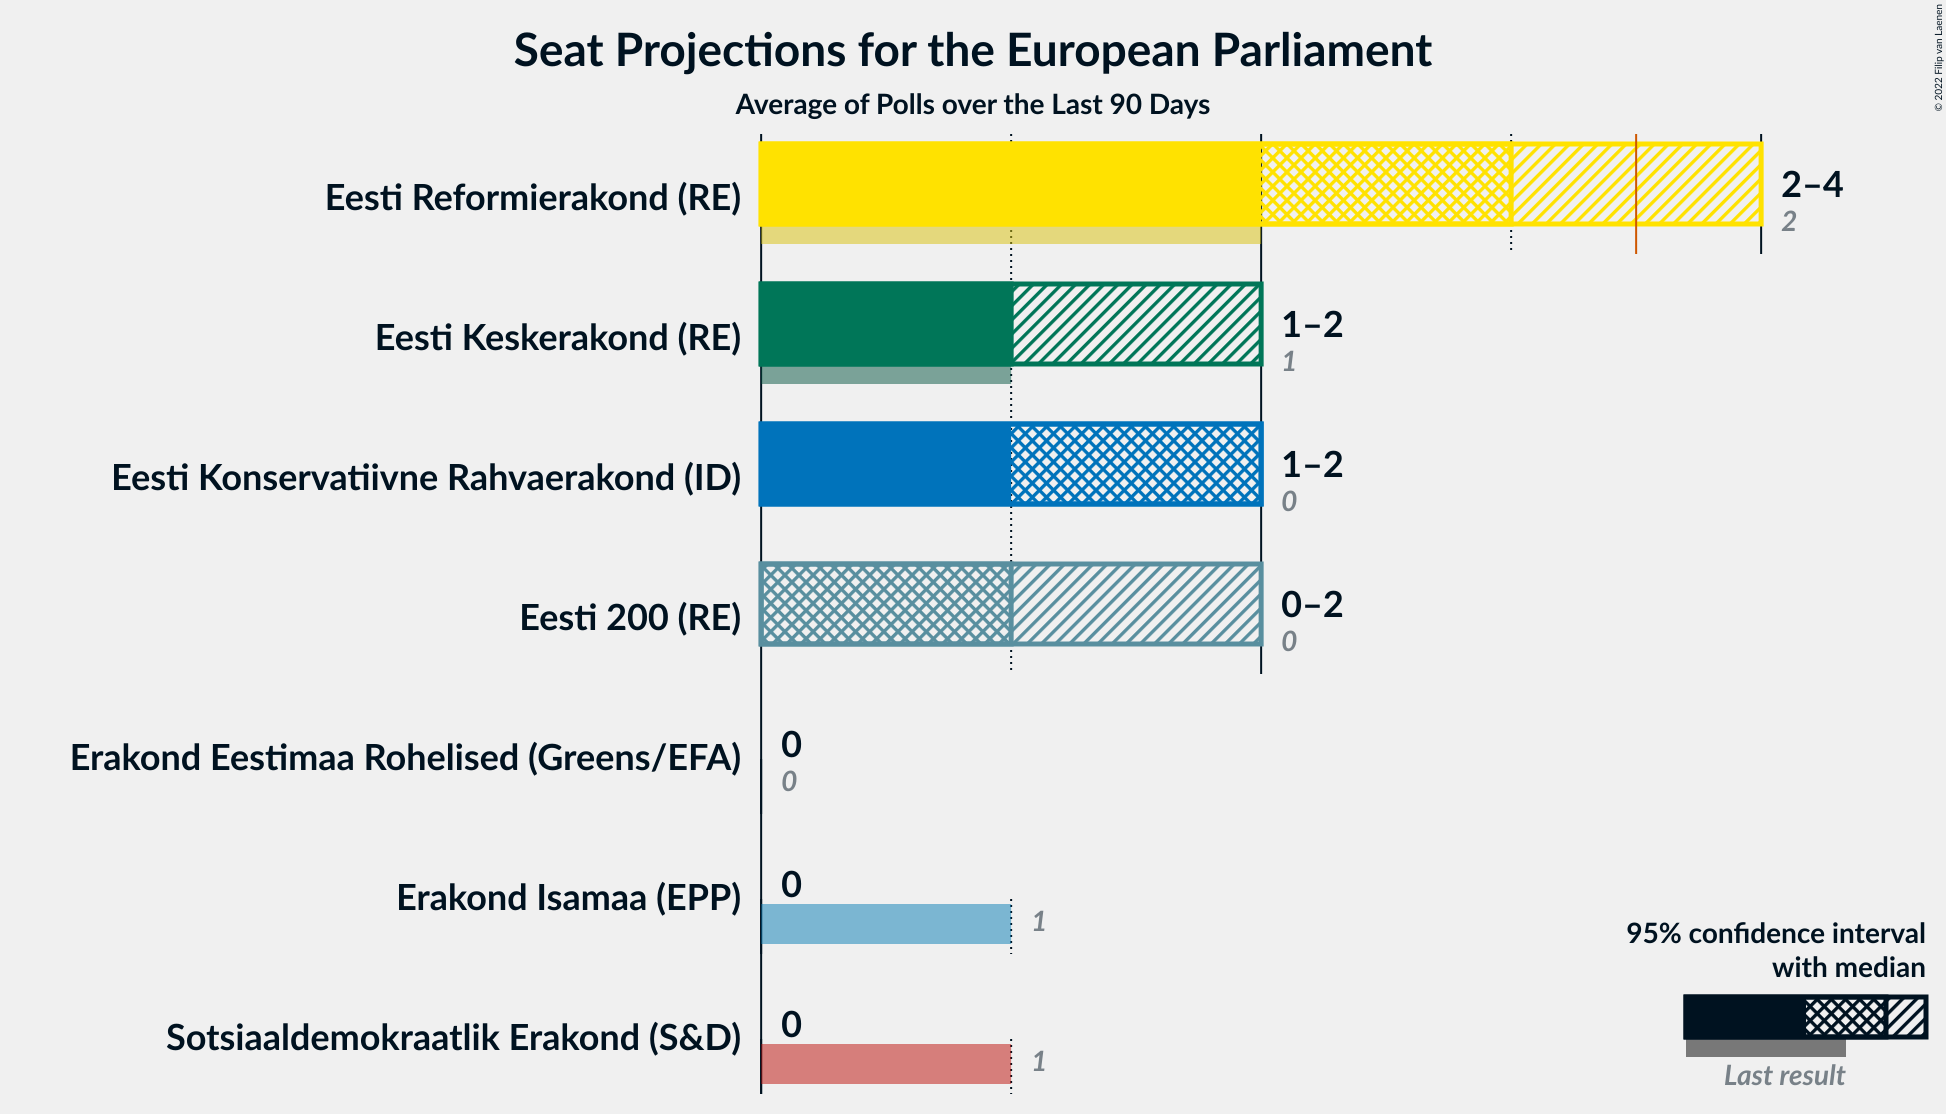 Seat Projections for the European Parliament
Average of Polls over the Last 90 Days
© 2022 Filip van Laenen
Eesti Reformierakond (RE)
2–4
2
Eesti Keskerakond (RE)
1–2
1
Eesti Konservatiivne Rahvaerakond (ID)
1–2
0
Eesti 200 (RE)
0–2
0
Erakond Eestimaa Rohelised (Greens/EFA)
0
0
Erakond Isamaa (EPP)
0
1
Sotsiaaldemokraatlik Erakond (S&D)
0
1
95% confidence interval
with median
Last result